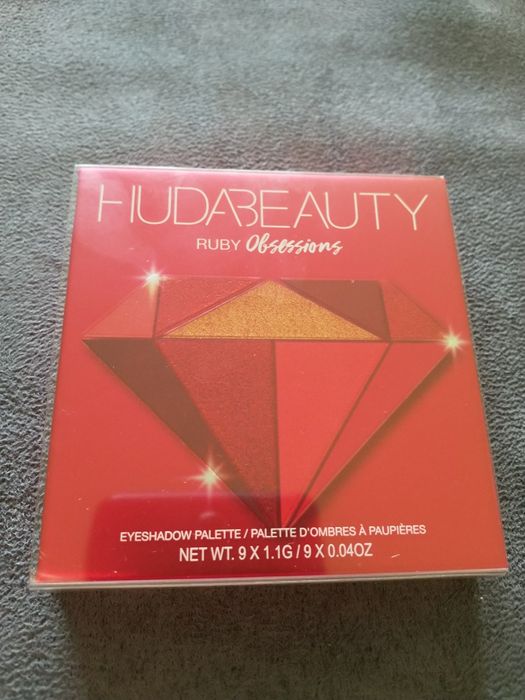 HUDABEAUTY
RUBY Obsessions
EYESHADOW PALETTE / PALETTE D'OMBRES À PAUPIÈRES
NET WT. 9 X 1.1G / 9 X 0.04OZ